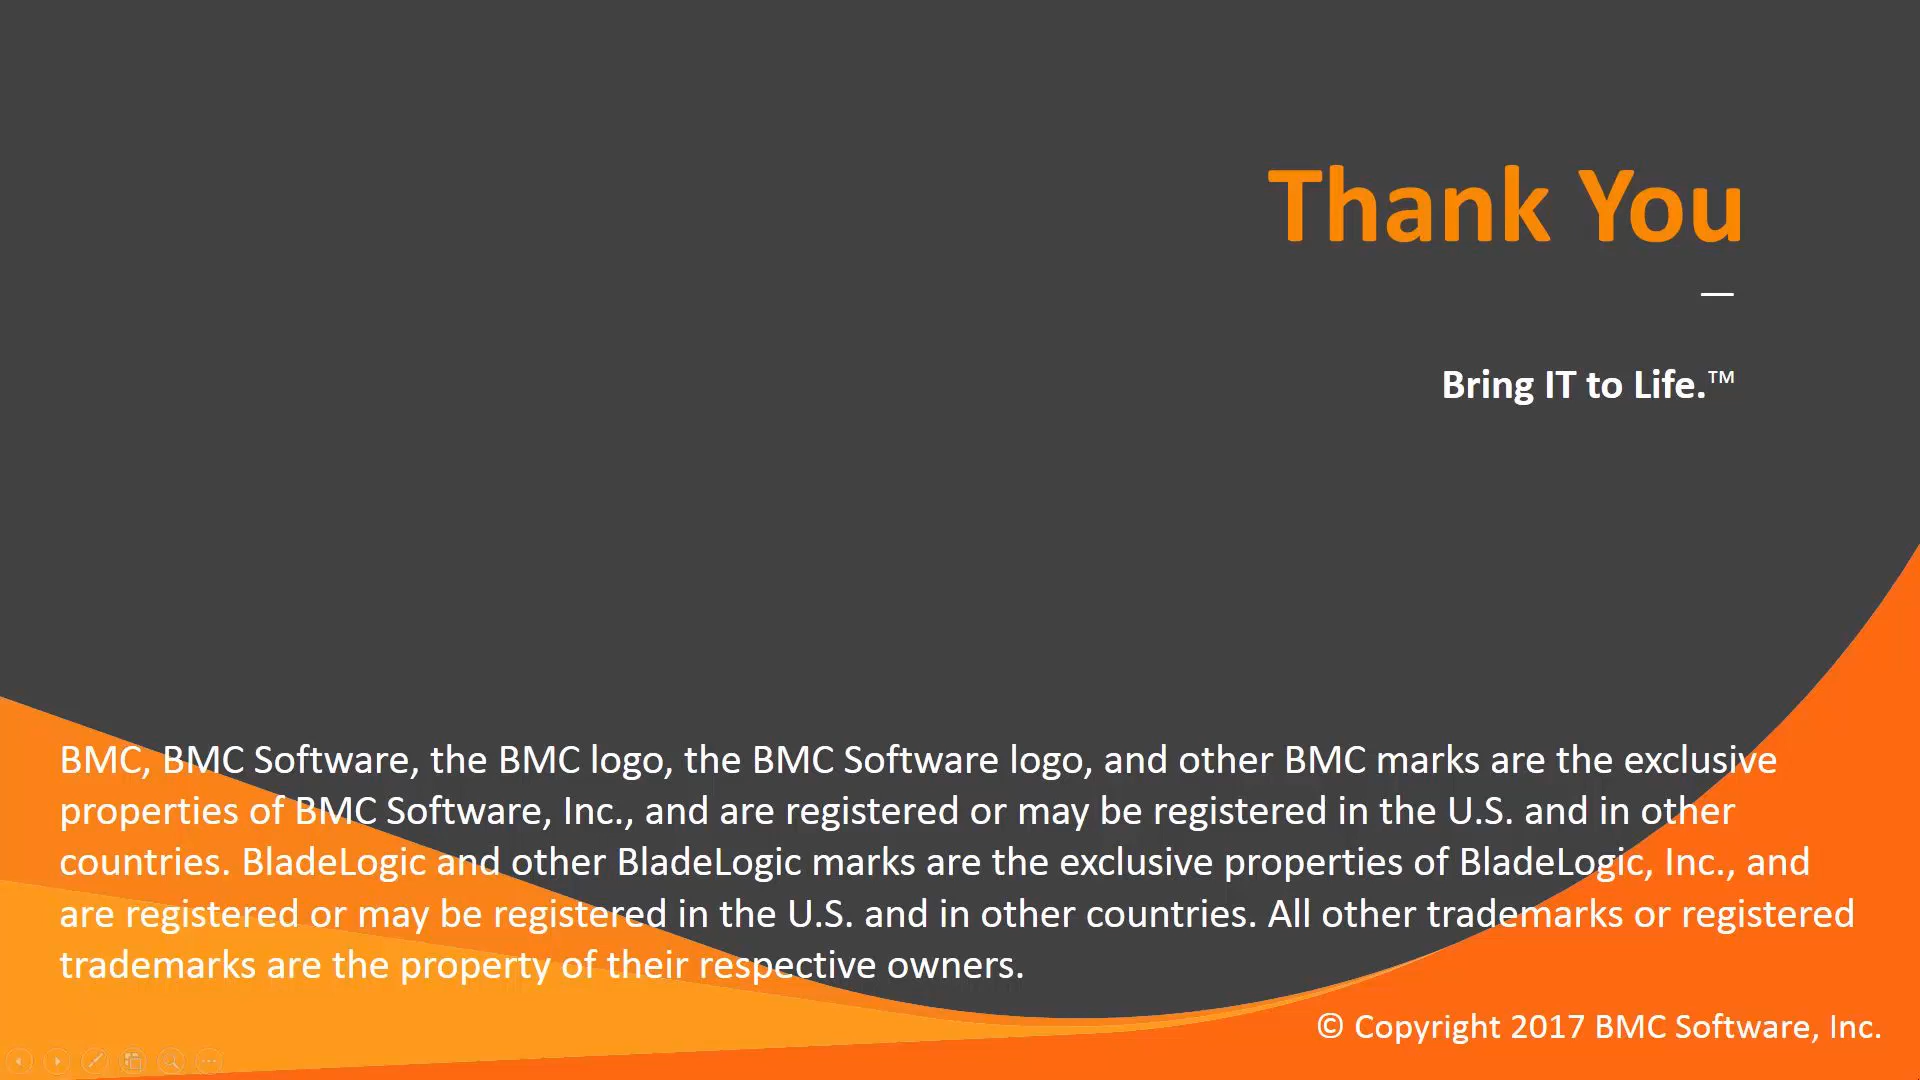 Thank You
—
Bring IT to Life.™
BMC, BMC Software, the BMC logo, the BMC Software logo, and other BMC marks are the exclusive
properties of BMC Software, Inc., and are registered or may be registered in the U.S. and in other
countries. BladeLogic and other BladeLogic marks are the exclusive properties of BladeLogic, Inc., and
are registered or may be registered in the U.S. and in other countries. All other trademarks or registered
trademarks are the property of their respective owners.
© Copyright 2017 BMC Software, Inc.